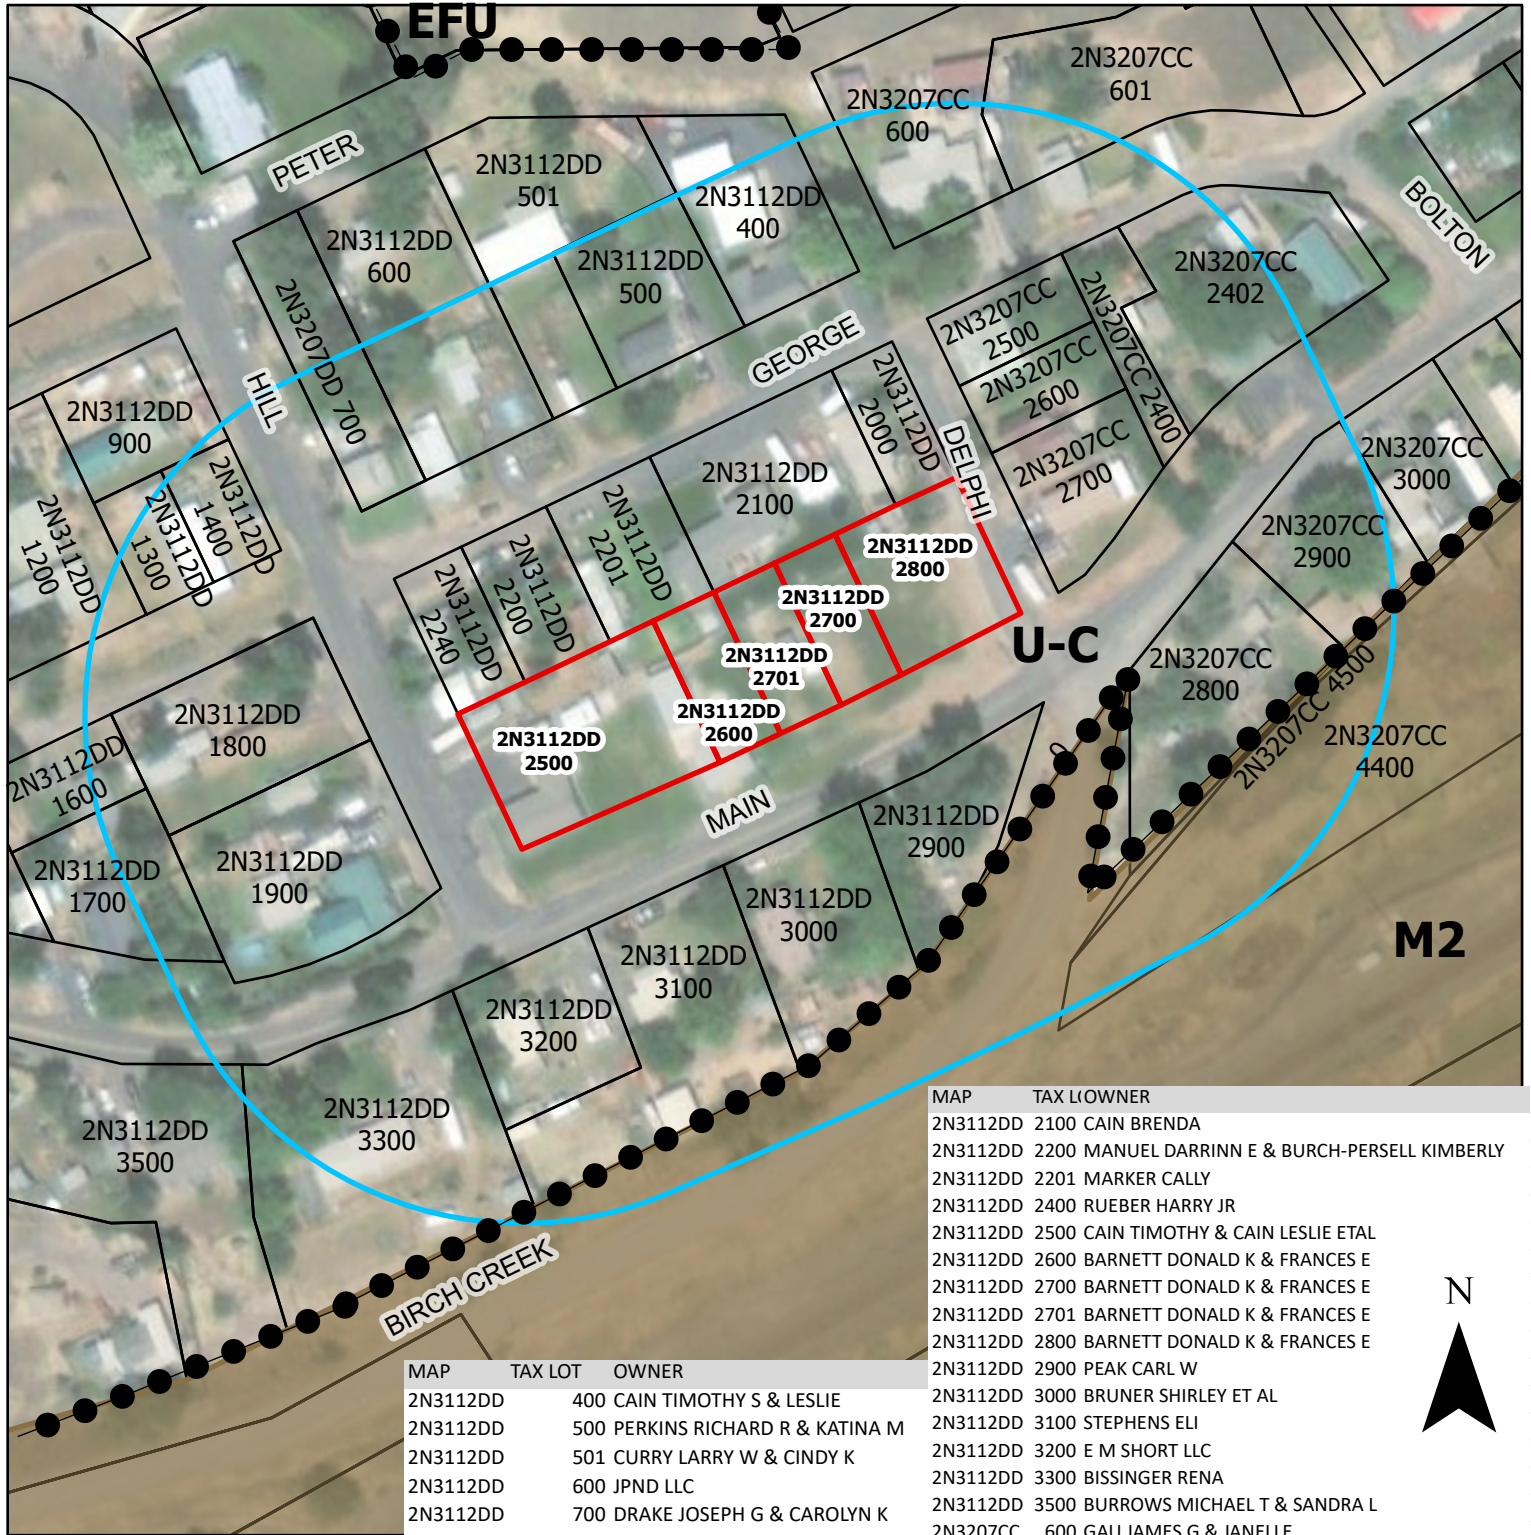 EFU
2N3207CC
601
2N3207CC
600
PETER
2N3112DD
501
2N3112DD
400
BOLTON
2N3112DD
600
2N3112DD
500
2N3207CC
2402
2N3207DD 700
2N3207CC
2500
2N3207CC 2400
2N3207CC
2600
2N3207CC
2700
GEORGE
HILL
2N3112DD
900
2N3112DD
2000
DELPHI
2N3207CC
3000
2N3112DD
1400
2N3112DD
1300
2N3112DD
1200
2N3112DD
2100
2N3112DD
2201
2N3112DD
2200
2N3112DD
2240
2N3207CC
2900
2N3112DD
2800
2N3112DD
2700
2N3112DD
2701
2N3112DD
2600
2N3112DD
2500
U-C
2N3207CC
2800
2N3207CC 4500
2N3207CC
4400
2N3112DD
1800
2N3112DD
1600
2N3112DD
1700
2N3112DD
1900
MAIN
0
2N3112DD
2900
2N3112DD
3000
2N3112DD
3100
2N3112DD
3200
M2
2N3112DD
3300
2N3112DD
3500
BIRCH CREEK
N
MAP TAX LOT OWNER
2N3112DD 400 CAIN TIMOTHY S & LESLIE
2N3112DD 500 PERKINS RICHARD R & KATINA M
2N3112DD 501 CURRY LARRY W & CINDY K
2N3112DD 600 JPND LLC
2N3112DD 700 DRAKE JOSEPH G & CAROLYN K
MAP TAX L OWNER
2N3112DD 2100 CAIN BRENDA
2N3112DD 2200 MANUEL DARRINN E & BURCH-PERSELL KIMBERLY
2N3112DD 2201 MARKER CALLY
2N3112DD 2400 RUEBER HARRY JR
2N3112DD 2500 CAIN TIMOTHY & CAIN LESLIE ETAL
2N3112DD 2600 BARNETT DONALD K & FRANCES E
2N3112DD 2700 BARNETT DONALD K & FRANCES E
2N3112DD 2701 BARNETT DONALD K & FRANCES E
2N3112DD 2800 BARNETT DONALD K & FRANCES E
2N3112DD 2900 PEAK CARL W
2N3112DD 3000 BRUNER SHIRLEY ET AL
2N3112DD 3100 STEPHENS ELI
2N3112DD 3200 E M SHORT LLC
2N3112DD 3300 BISSINGER RENA
2N3112DD 3500 BURROWS MICHAEL T & SANDRA L
2N3207CC 600 GAU JAMES G & JANELLE